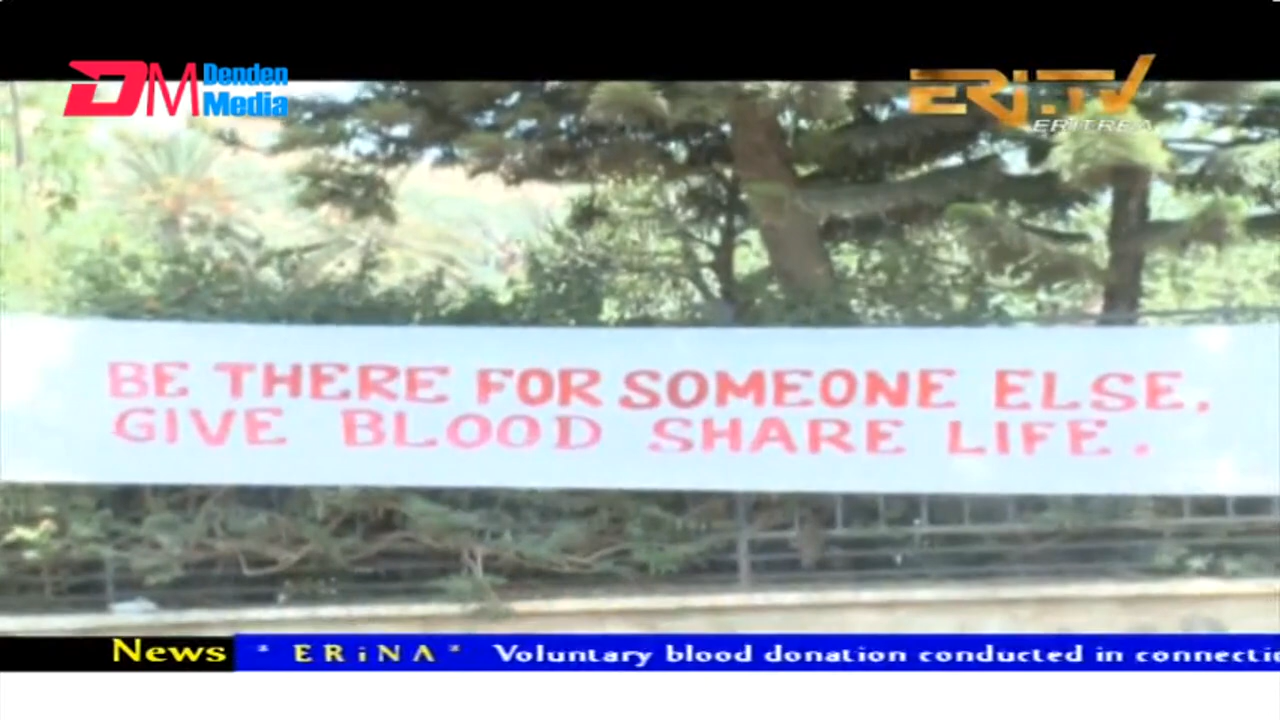 DM Denden Media
ERi.TV
ERITREA
BE THERE FOR SOMEONE ELSE.
GIVE BLOOD SHARE LIFE.
News * ERiNA * Voluntary blood donation conducted in